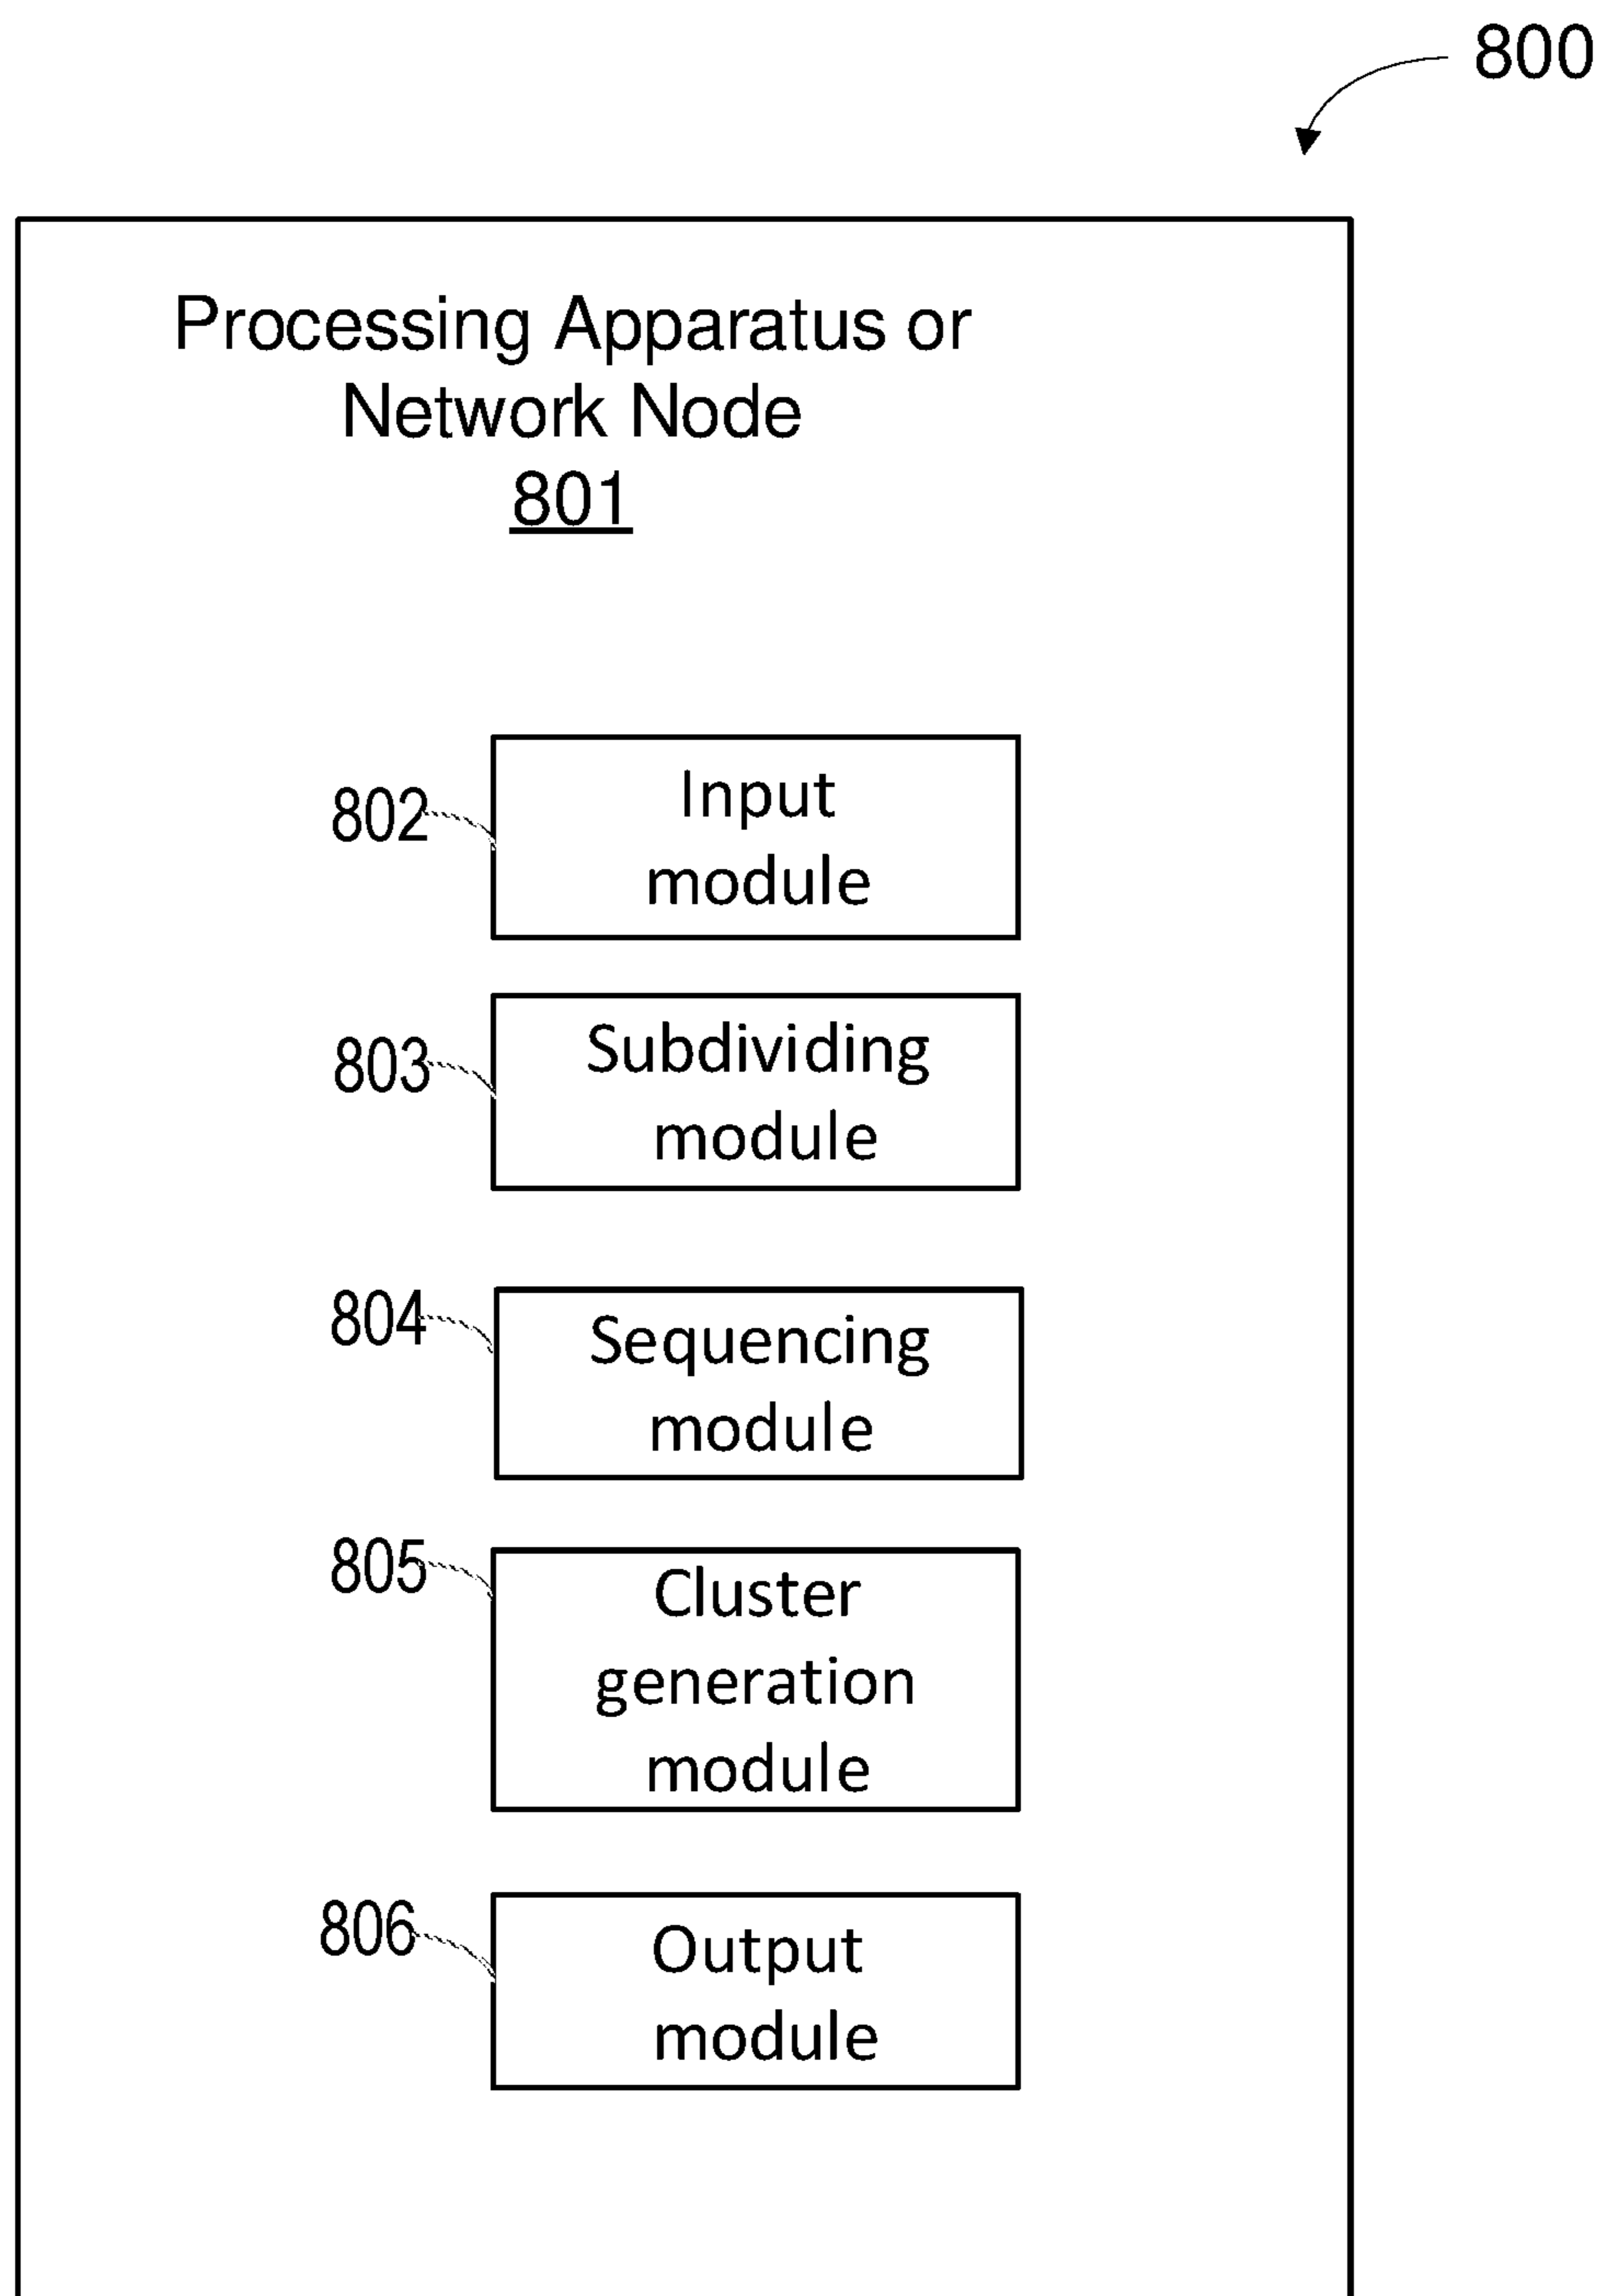 800
Processing Apparatus or
Network Node
801
802
Input
module
803
Subdividing
module
804
Sequencing
module
805
Cluster
generation
module
806
Output
module